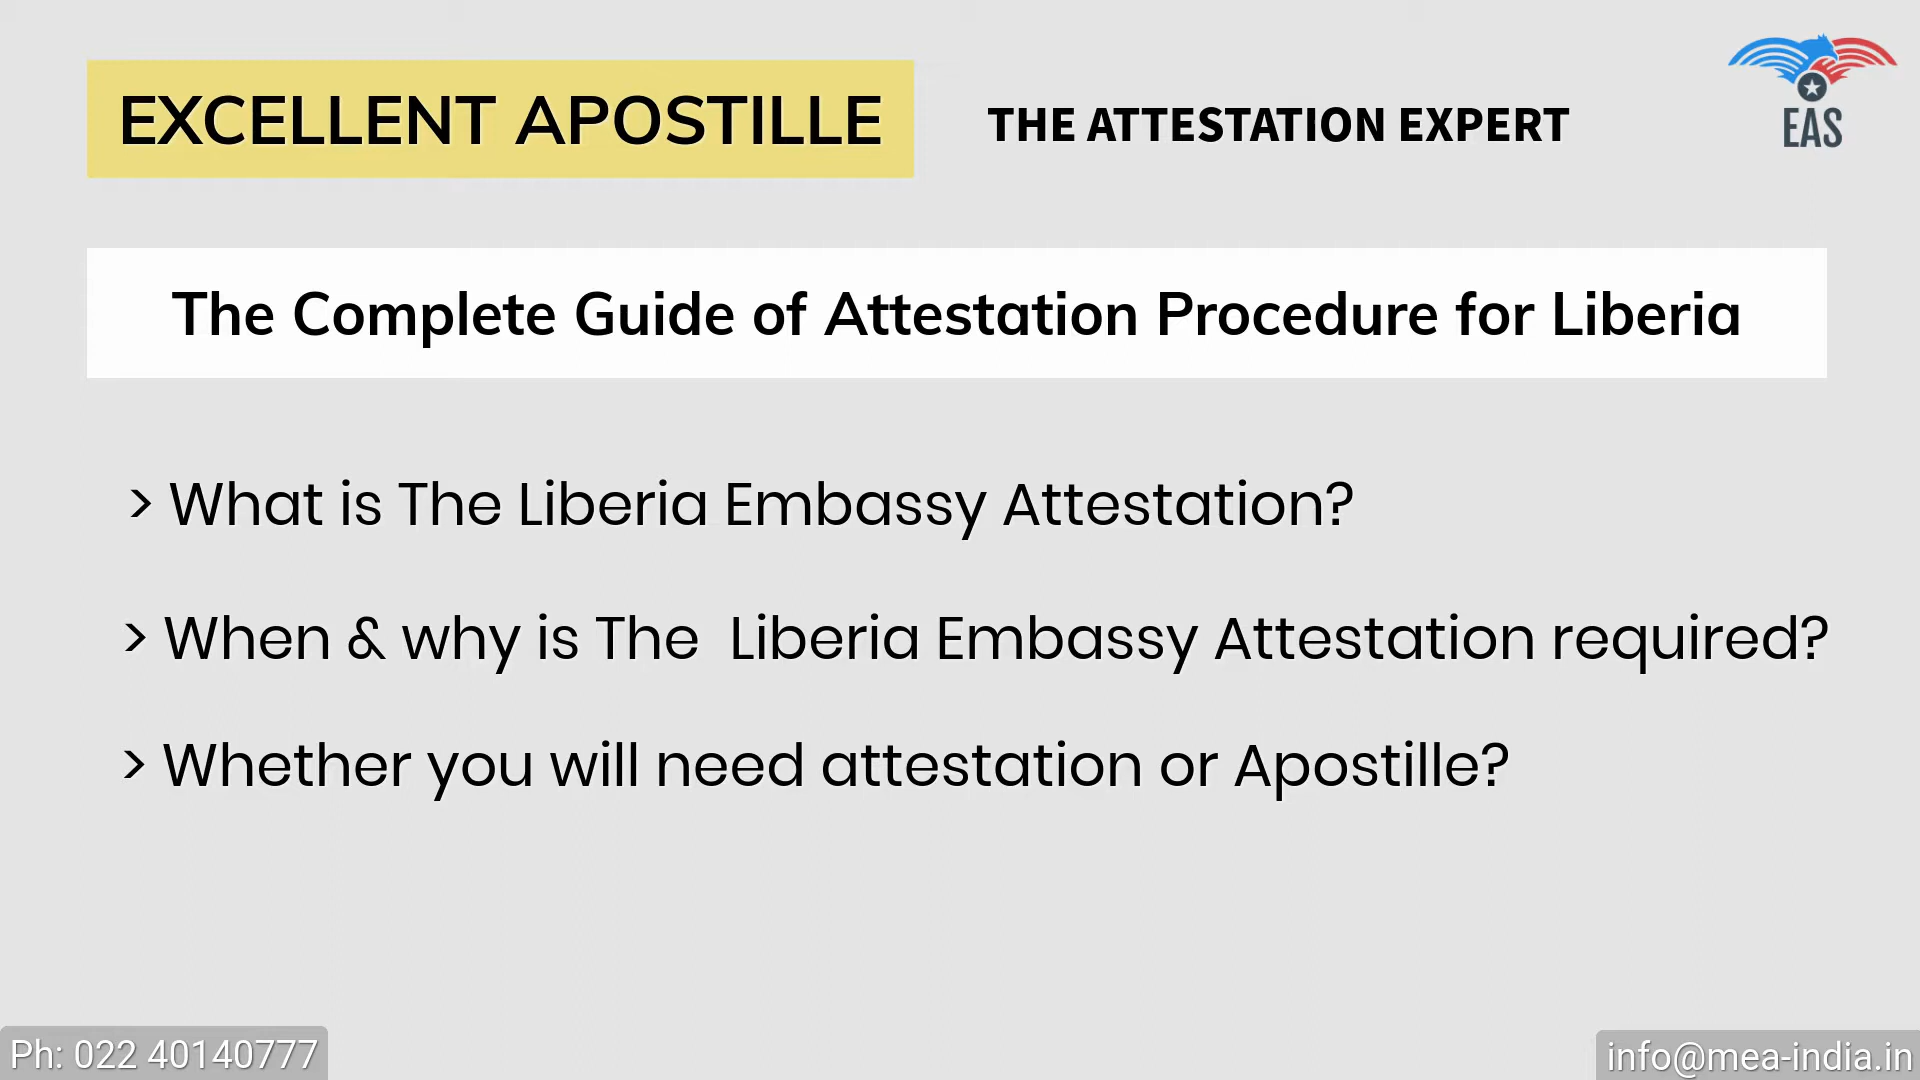 EXCELLENT APOSTILLE
THE ATTESTATION EXPERT
EAS
The Complete Guide of Attestation Procedure for Liberia
> What is The Liberia Embassy Attestation?
> When & why is The  Liberia Embassy Attestation required?
> Whether you will need attestation or Apostille?
Ph: 022 40140777
info@mea-india.in